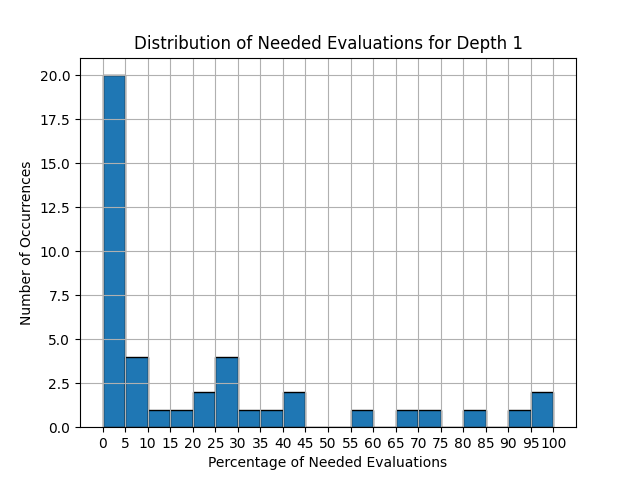 Distribution of Needed Evaluations for Depth 1
Number of Occurrences
20.0
17.5
15.0
12.5
10.0
7.5
5.0
2.5
0.0
0 5 10 15 20 25 30 35 40 45 50 55 60 65 70 75 80 85 90 95 100
Percentage of Needed Evaluations